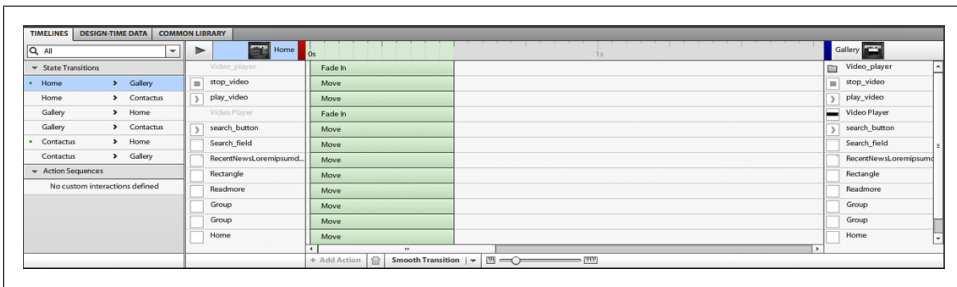 TIMELINES DESIGN-TIME DATA COMMON LIBRARY
All
State Transitions
Home Gallery
Home Contactus
Gallery Home
Gallery Contactus
Contactus Home
Contactus Gallery
Action Sequences
No custom interactions defined
Home 0s 1s Gallery
Video_player Fade In Video_player
stop_video Move stop_video
play_video Move play_video
Video Player Fade In Video Player
search_button Move search_button
Search_field Move Search_field
RecentNewsLoremipsumd... Move RecentNewsLoremipsumd
Rectangle Move Rectangle
Readmore Move Readmore
Group Move Group
Group Move Group
Home Move Home
+ Add Action Smooth Transition